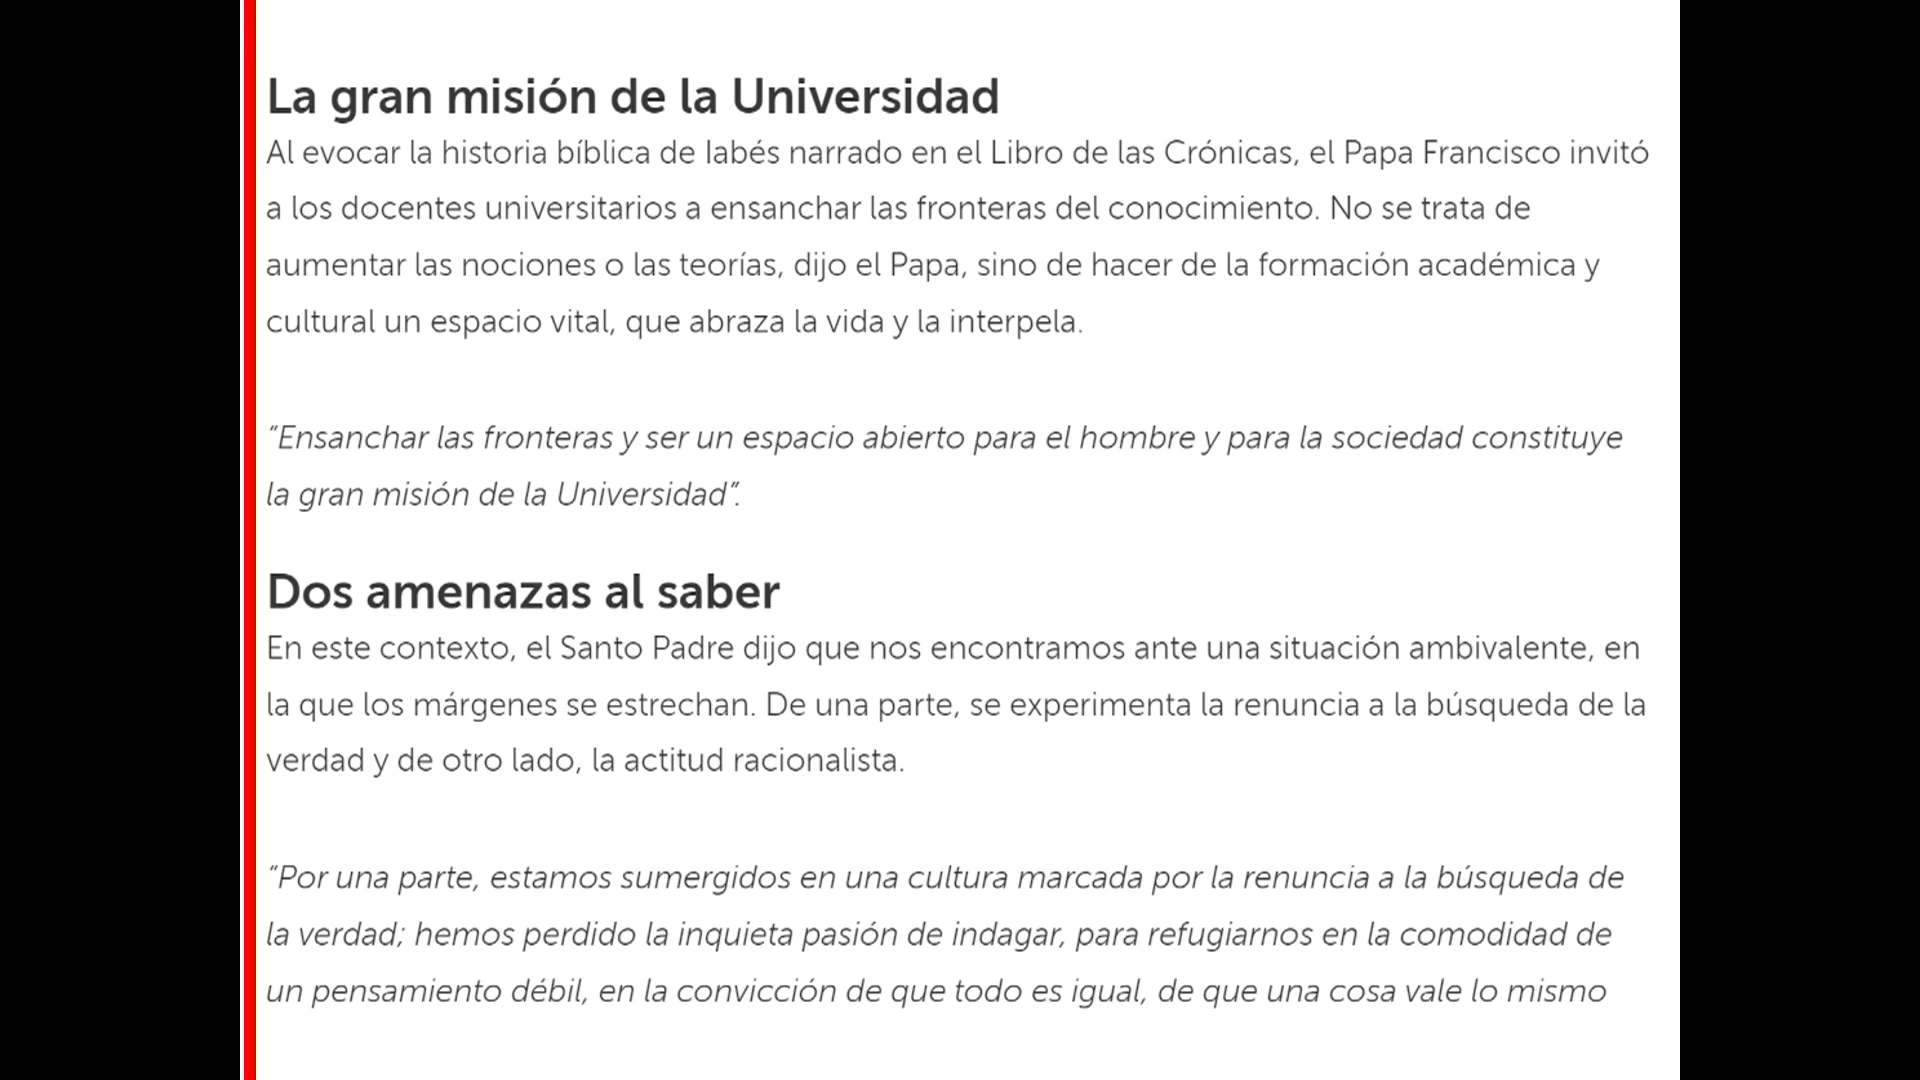 La gran misión de la Universidad
Al evocar la historia bíblica de Iabés narrado en el Libro de las Crónicas, el Papa Francisco invitó
a los docentes universitarios a ensanchar las fronteras del conocimiento. No se trata de
aumentar las nociones o las teorías, dijo el Papa, sino de hacer de la formación académica y
cultural un espacio vital, que abraza la vida y la interpela.
“Ensanchar las fronteras y ser un espacio abierto para el hombre y para la sociedad constituye
la gran misión de la Universidad”.
Dos amenazas al saber
En este contexto, el Santo Padre dijo que nos encontramos ante una situación ambivalente, en
la que los márgenes se estrechan. De una parte, se experimenta la renuncia a la búsqueda de la
verdad y de otro lado, la actitud racionalista.
“Por una parte, estamos sumergidos en una cultura marcada por la renuncia a la búsqueda de
la verdad; hemos perdido la inquieta pasión de indagar, para refugiarnos en la comodidad de
un pensamiento débil, en la convicción de que todo es igual, de que una cosa vale lo mismo